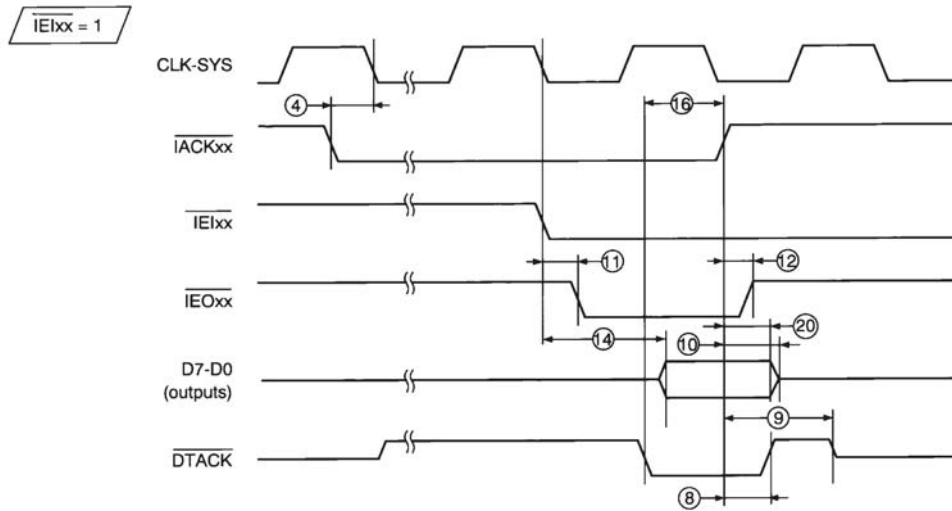 IEIxx = 1
CLK-SYS
4
16
IACKxx
IEIxx
11
12
IEOxx
20
14
10
D7-D0
(outputs)
9
DTACK
8